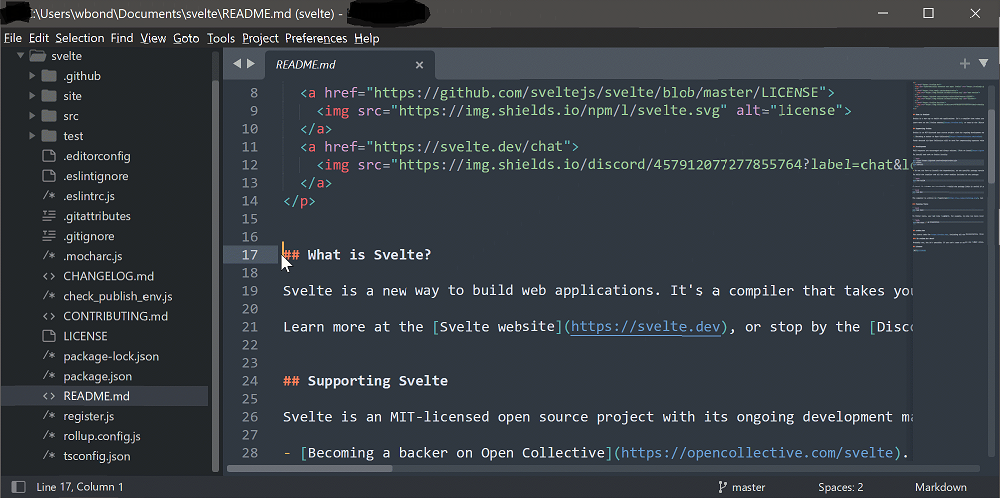 :\Users\wbond\Documents\svelte\README.md (svelte) -
File Edit Selection Find View Goto Tools Project Preferences Help
svelte
.github
site
src
test
.editorconfig
.eslintignore
.eslintrc.js
.gitattributes
.gitignore
.mocharc.js
CHANGELOG.md
check_publish_env.js
CONTRIBUTING.md
LICENSE
package-lock.json
package.json
README.md
register.js
rollup.config.js
tsconfig.json
README.md
8 <a href="https://github.com/sveltejs/svelte/blob/master/LICENSE">
9 <img src="https://img.shields.io/npm/l/svelte.svg" alt="license">
10 </a>
11 <a href="https://svelte.dev/chat">
12 <img src="https://img.shields.io/discord/457912077277855764?label=chat&l
13 </a>
14 </p>
15
16
17 ## What is Svelte?
18
19 Svelte is a new way to build web applications. It's a compiler that takes you
20
21 Learn more at the [Svelte website](https://svelte.dev), or stop by the [Disc
22
23
24 ## Supporting Svelte
25
26 Svelte is an MIT-licensed open source project with its ongoing development ma
27
28 - [Becoming a backer on Open Collective](https://opencollective.com/svelte).
Line 17, Column 1
master
Spaces: 2
Markdown